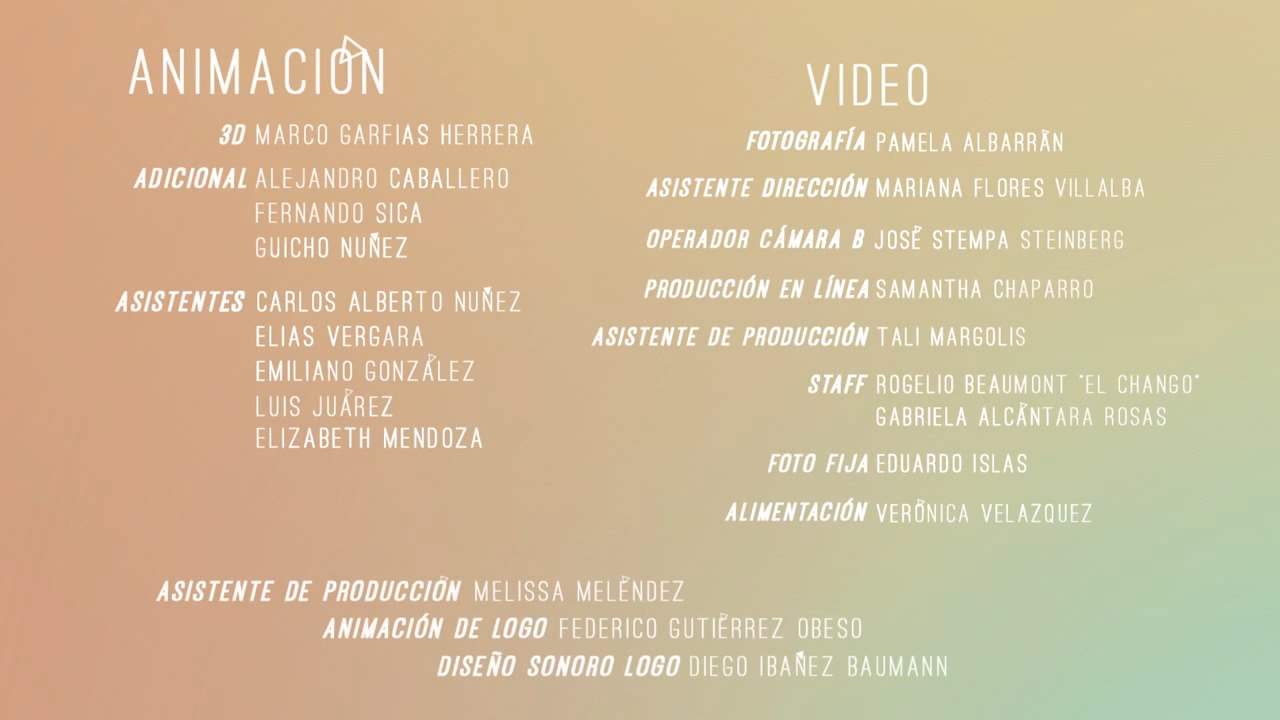 ANIMACIÓN
3D MARCO GARFIAS HERRERA
ADICIONAL ALEJANDRO CABALLERO
FERNANDO SICA
GUICHO NUÑEZ
ASISTENTES CARLOS ALBERTO NUÑEZ
ELIAS VERGARA
EMILIANO GONZÁLEZ
LUIS JUÁREZ
ELIZABETH MENDOZA
VIDEO
FOTOGRAFÍA PAMELA ALBARRÁN
ASISTENTE DIRECCIÓN MARIANA FLORES VILLALBA
OPERADOR CÁMARA B JOSÉ STEMPA STEINBERG
PRODUCCIÓN EN LÍNEA SAMANTHA CHAPARRO
ASISTENTE DE PRODUCCIÓN TALI MARGOLIS
STAFF ROGELIO BEAUMONT "EL CHANGO"
GABRIELA ALCÁNTARA ROSAS
FOTO FIJA EDUARDO ISLAS
ALIMENTACIÓN VERÓNICA VELAZQUEZ
ASISTENTE DE PRODUCCIÓN MELISSA MELÉNDEZ
ANIMACIÓN DE LOGO FEDERICO GUTIÉRREZ OBESO
DISEÑO SONORO LOGO DIEGO IBAÑEZ BAUMANN